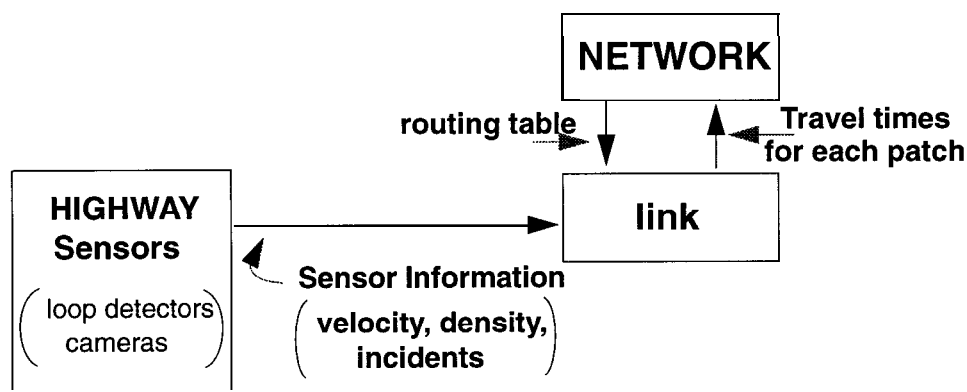 NETWORK
routing table
Travel times
for each patch
HIGHWAY
Sensors
loop detectors
cameras
link
Sensor Information
velocity, density,
incidents